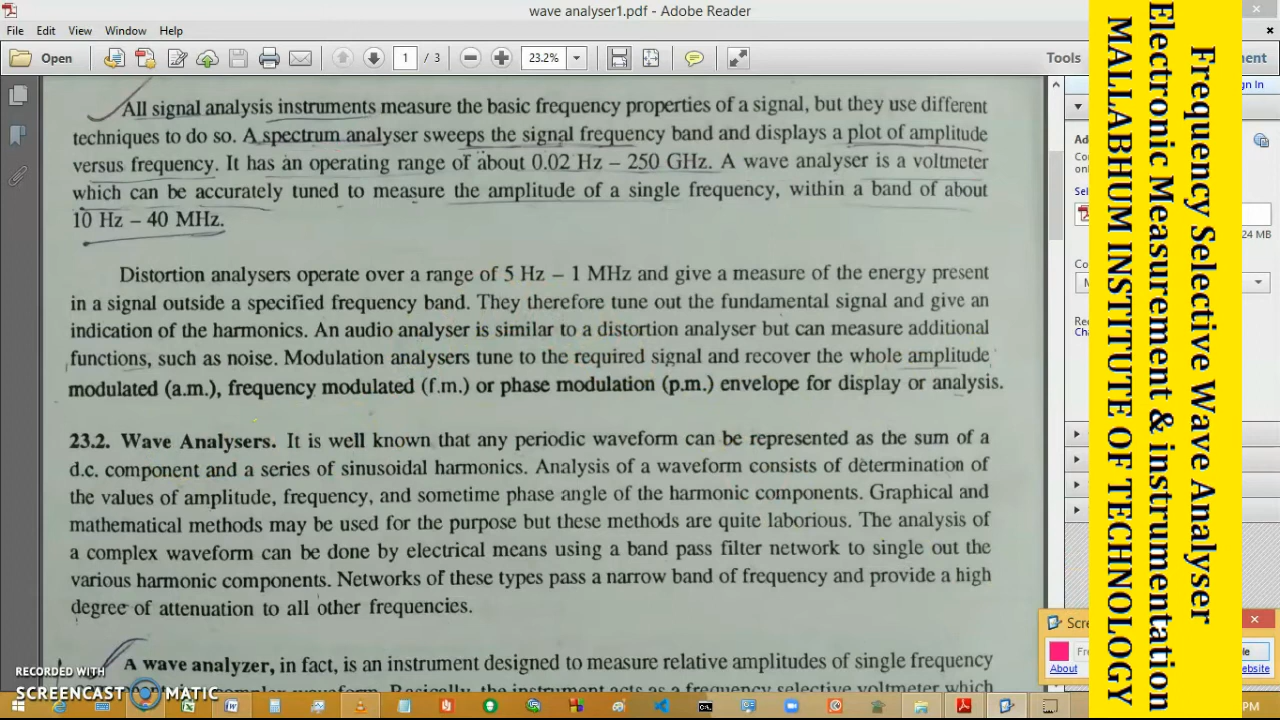 wave analyser1.pdf - Adobe Reader
File Edit View Window Help
Open
1
3
23.2%
Tools
All signal analysis instruments measure the basic frequency properties of a signal, but they use different
techniques to do so. A spectrum analyser sweeps the signal frequency band and displays a plot of amplitude
versus frequency. It has an operating range of about 0.02 Hz – 250 GHz. A wave analyser is a voltmeter
which can be accurately tuned to measure the amplitude of a single frequency, within a band of about
10 Hz – 40 MHz.
Distortion analysers operate over a range of 5 Hz – 1 MHz and give a measure of the energy present
in a signal outside a specified frequency band. They therefore tune out the fundamental signal and give an
indication of the harmonics. An audio analyser is similar to a distortion analyser but can measure additional
functions, such as noise. Modulation analysers tune to the required signal and recover the whole amplitude
modulated (a.m.), frequency modulated (f.m.) or phase modulation (p.m.) envelope for display or analysis.
23.2. Wave Analysers. It is well known that any periodic waveform can be represented as the sum of a
d.c. component and a series of sinusoidal harmonics. Analysis of a waveform consists of determination of
the values of amplitude, frequency, and sometime phase angle of the harmonic components. Graphical and
mathematical methods may be used for the purpose but these methods are quite laborious. The analysis of
a complex waveform can be done by electrical means using a band pass filter network to single out the
various harmonic components. Networks of these types pass a narrow band of frequency and provide a high
degree of attenuation to all other frequencies.
A wave analyzer, in fact, is an instrument designed to measure relative amplitudes of single frequency
Basically, the instrument acts as a frequency selective voltmeter which
Frequency Selective Wave Analyser
Electronic Measurement & instrumentation
MALLABHUM INSTITUTE OF TECHNOLOGY
ment
gn In
24 MB
About
PM
RECORDED WITH
SCREENCAST MATIC